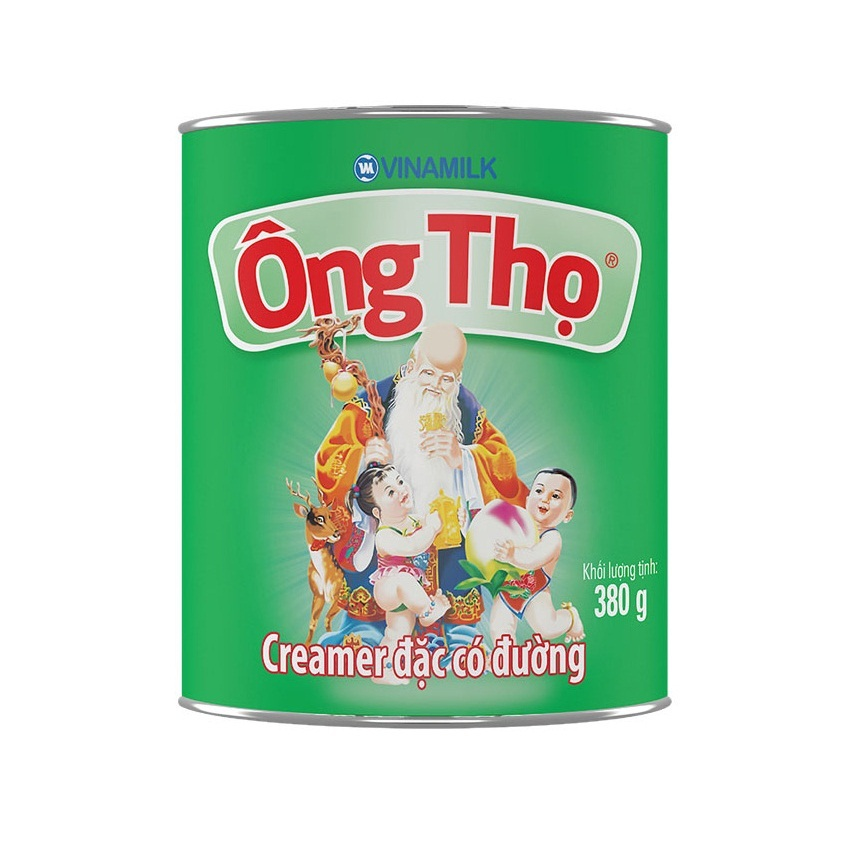 VINAMILK
Ông Thọ®
Khối lượng tịnh:
380 g
Creamer đặc có đường